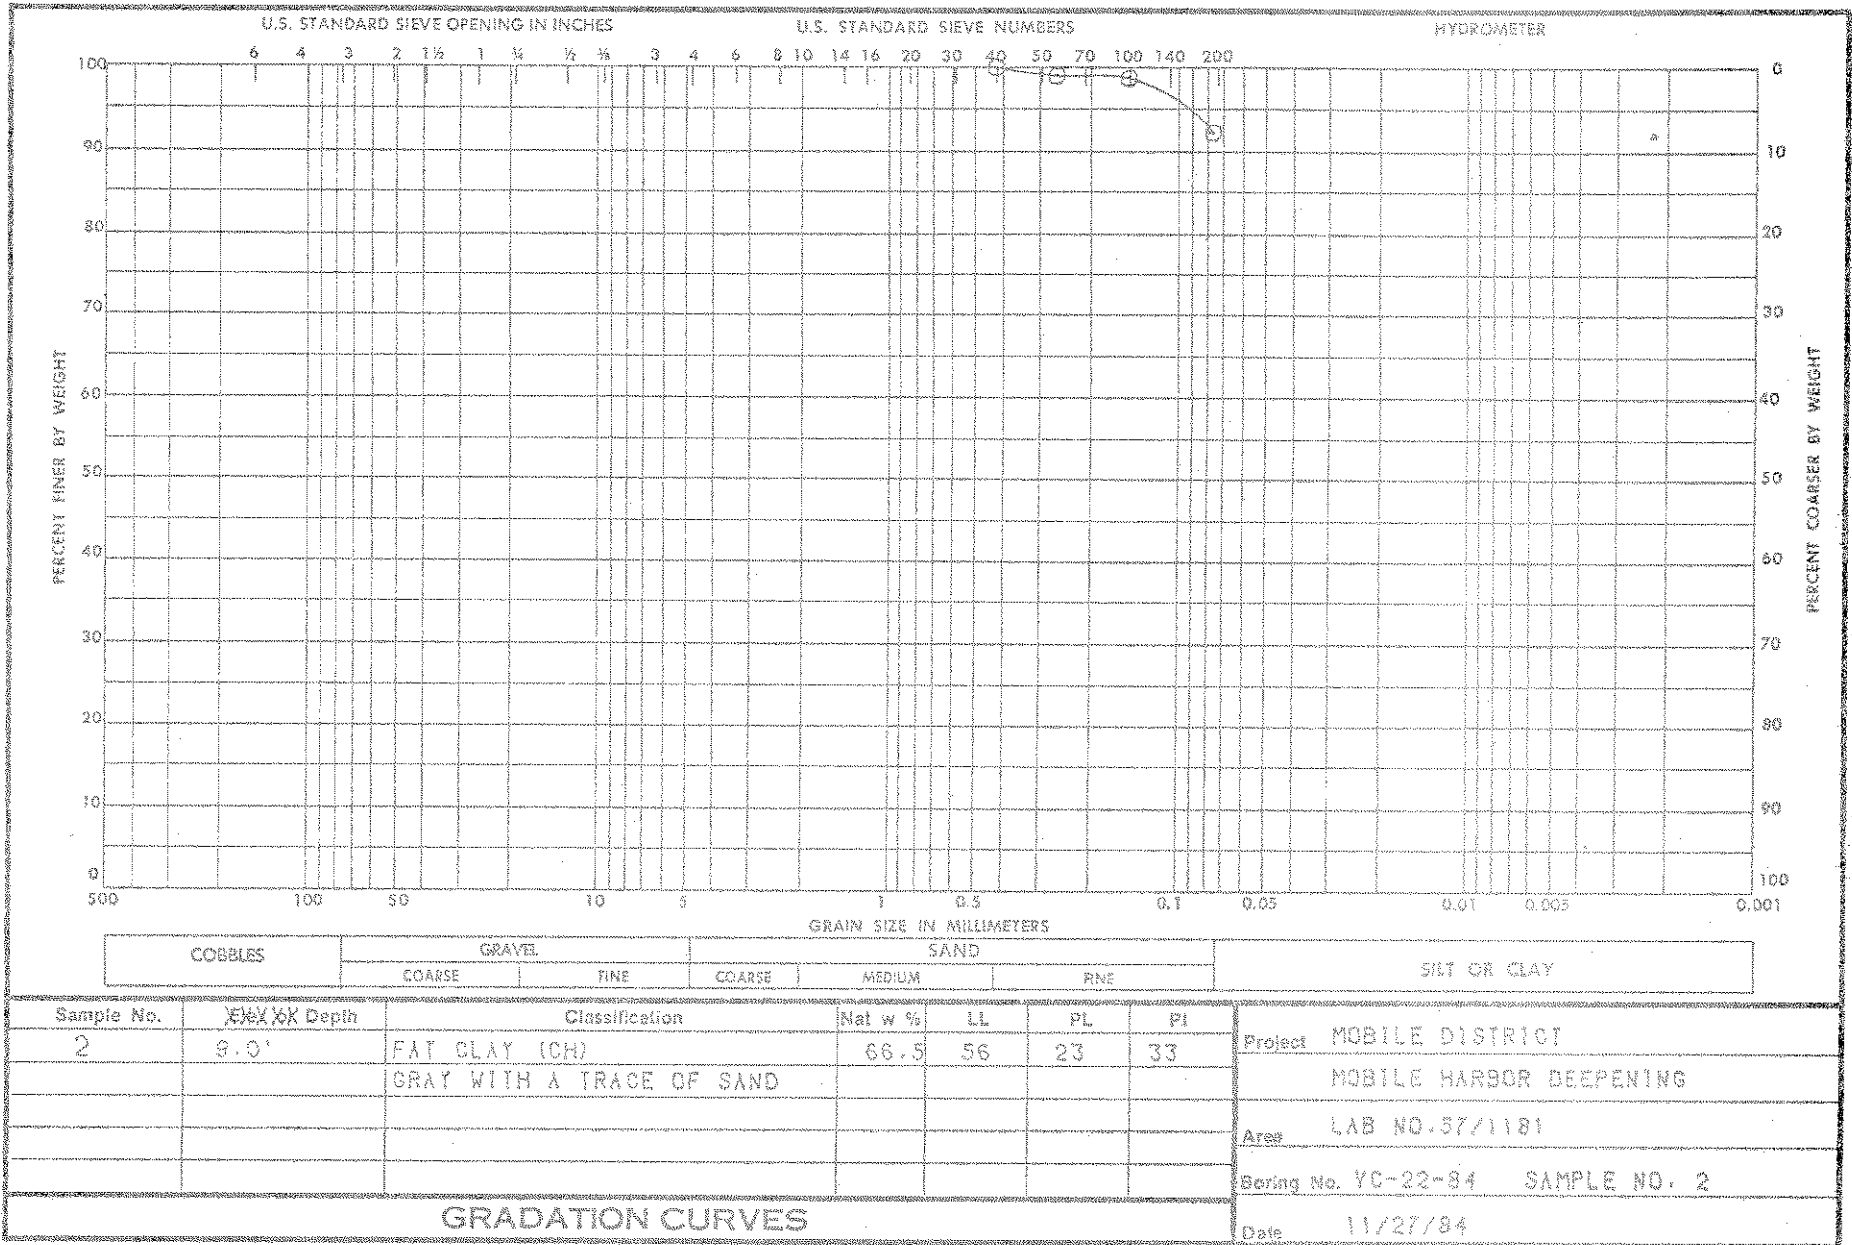 U.S. STANDARD SIEVE OPENING IN INCHES U.S. STANDARD SIEVE NUMBERS HYDROMETER
6 4 3 2 1½ 1 ¾ ½ ⅜ 3 4 6 8 10 14 16 20 30 40 50 70 100 140 200
100 0
90 10
80 20
70 30
60 40
50 50
40 60
30 70
20 80
10 90
0 100
PERCENT FINER BY WEIGHT
PERCENT COARSER BY WEIGHT
500 100 50 10 5 1 0.5 0.1 0.05 0.01 0.005 0.001
GRAIN SIZE IN MILLIMETERS
COBBLES GRAVEL SAND SILT OR CLAY
COARSE FINE COARSE MEDIUM FINE
Sample No. Depth Classification Nat w % LL PL PI
2 9.0' FAT CLAY (CH) 66.5 56 23 33
GRAY WITH A TRACE OF SAND
Project MOBILE DISTRICT
MOBILE HARBOR DEEPENING
Area LAB NO.57/1181
Boring No. VC-22-84 SAMPLE NO. 2
GRADATION CURVES
Date 11/27/84